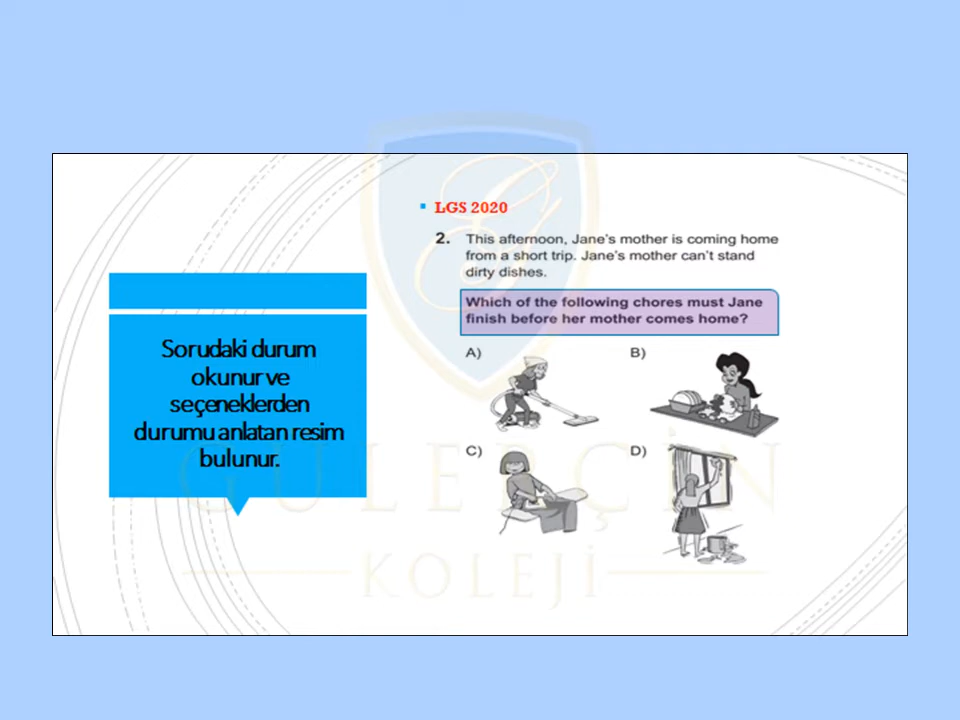 LGS 2020
2. This afternoon, Jane's mother is coming home
from a short trip. Jane's mother can't stand
dirty dishes.
Which of the following chores must Jane
finish before her mother comes home?
A)
B)
C)
D)
Sorudaki durum
okunur ve
seçeneklerden
durumu anlatan resim
bulunur.
GÜLERÇİN
KOLEJİ